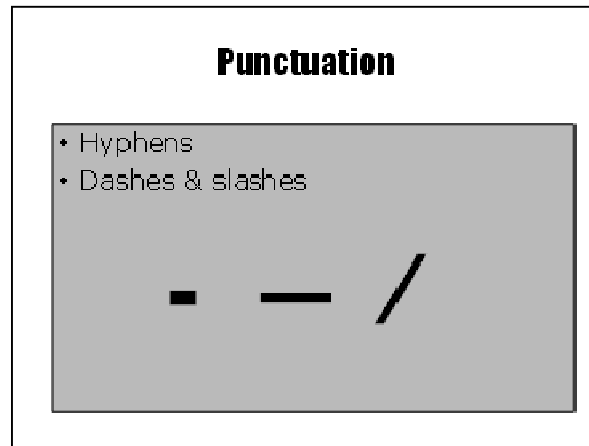 Punctuation
• Hyphens
• Dashes & slashes
- — /